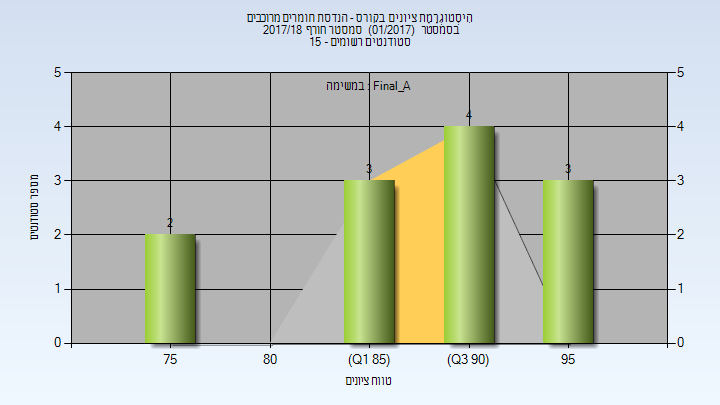 היסטוגרמת ציונים בקורס - הנדסת חומרים מרוכבים
בסמסטר (01/2017) סמסטר חורף 2017/18
סטודנטים רשומים - 15
במשימה : Final_A
5 5
4 4
3 3
2 2
1 1
0 0
2 3 4 3
מספר סטודנטים
75 80 (Q1 85) (Q3 90) 95
טווח ציונים